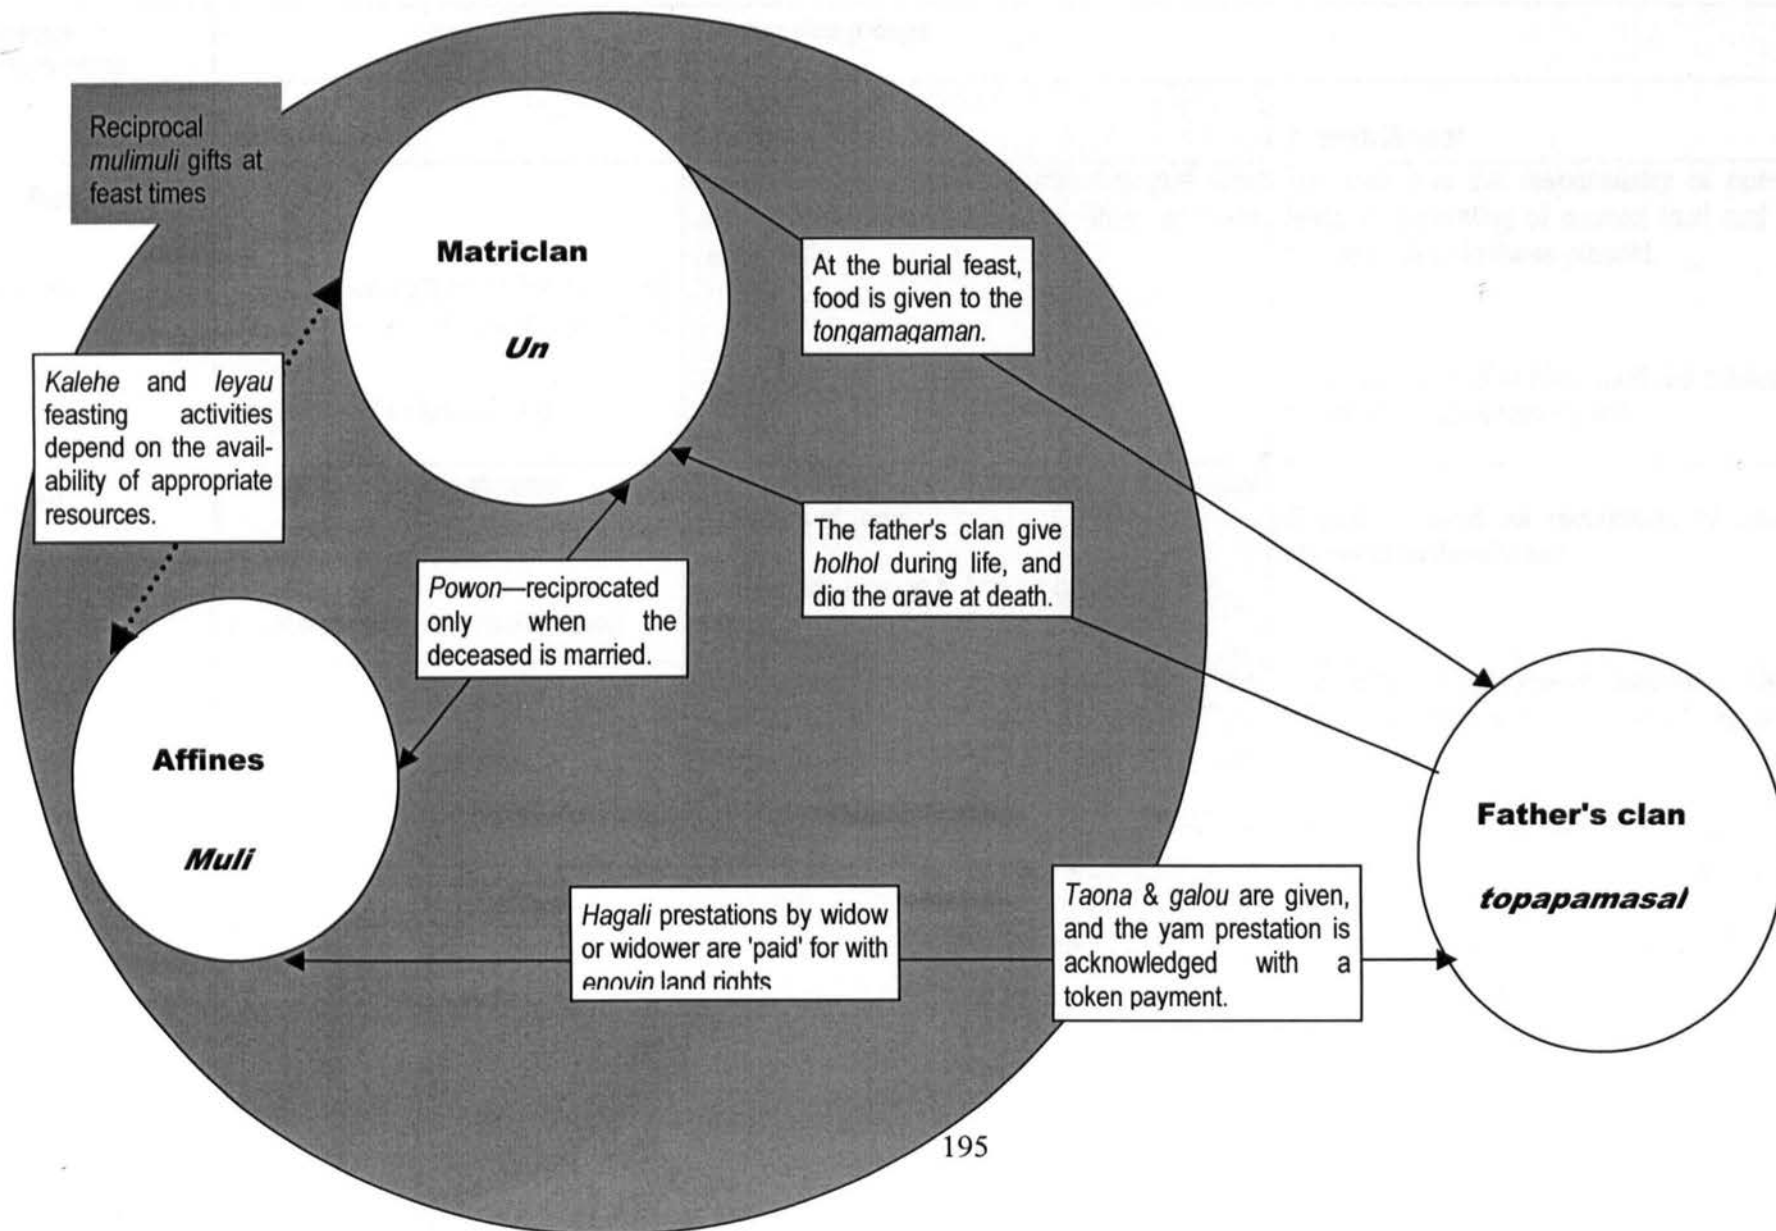 Reciprocal
mulimuli gifts at
feast times
Matriclan
Un
At the burial feast,
food is given to the
tongamagaman.
Kalehe and leyau
feasting activities
depend on the avail-
ability of appropriate
resources.
The father's clan give
holhol during life, and
dig the grave at death.
Powon—reciprocated
only when the
deceased is married.
Affines
Muli
Father's clan
topapamasal
Hagali prestations by widow
or widower are 'paid' for with
enovin land rights
Taona & galou are given,
and the yam prestation is
acknowledged with a
token payment.
195